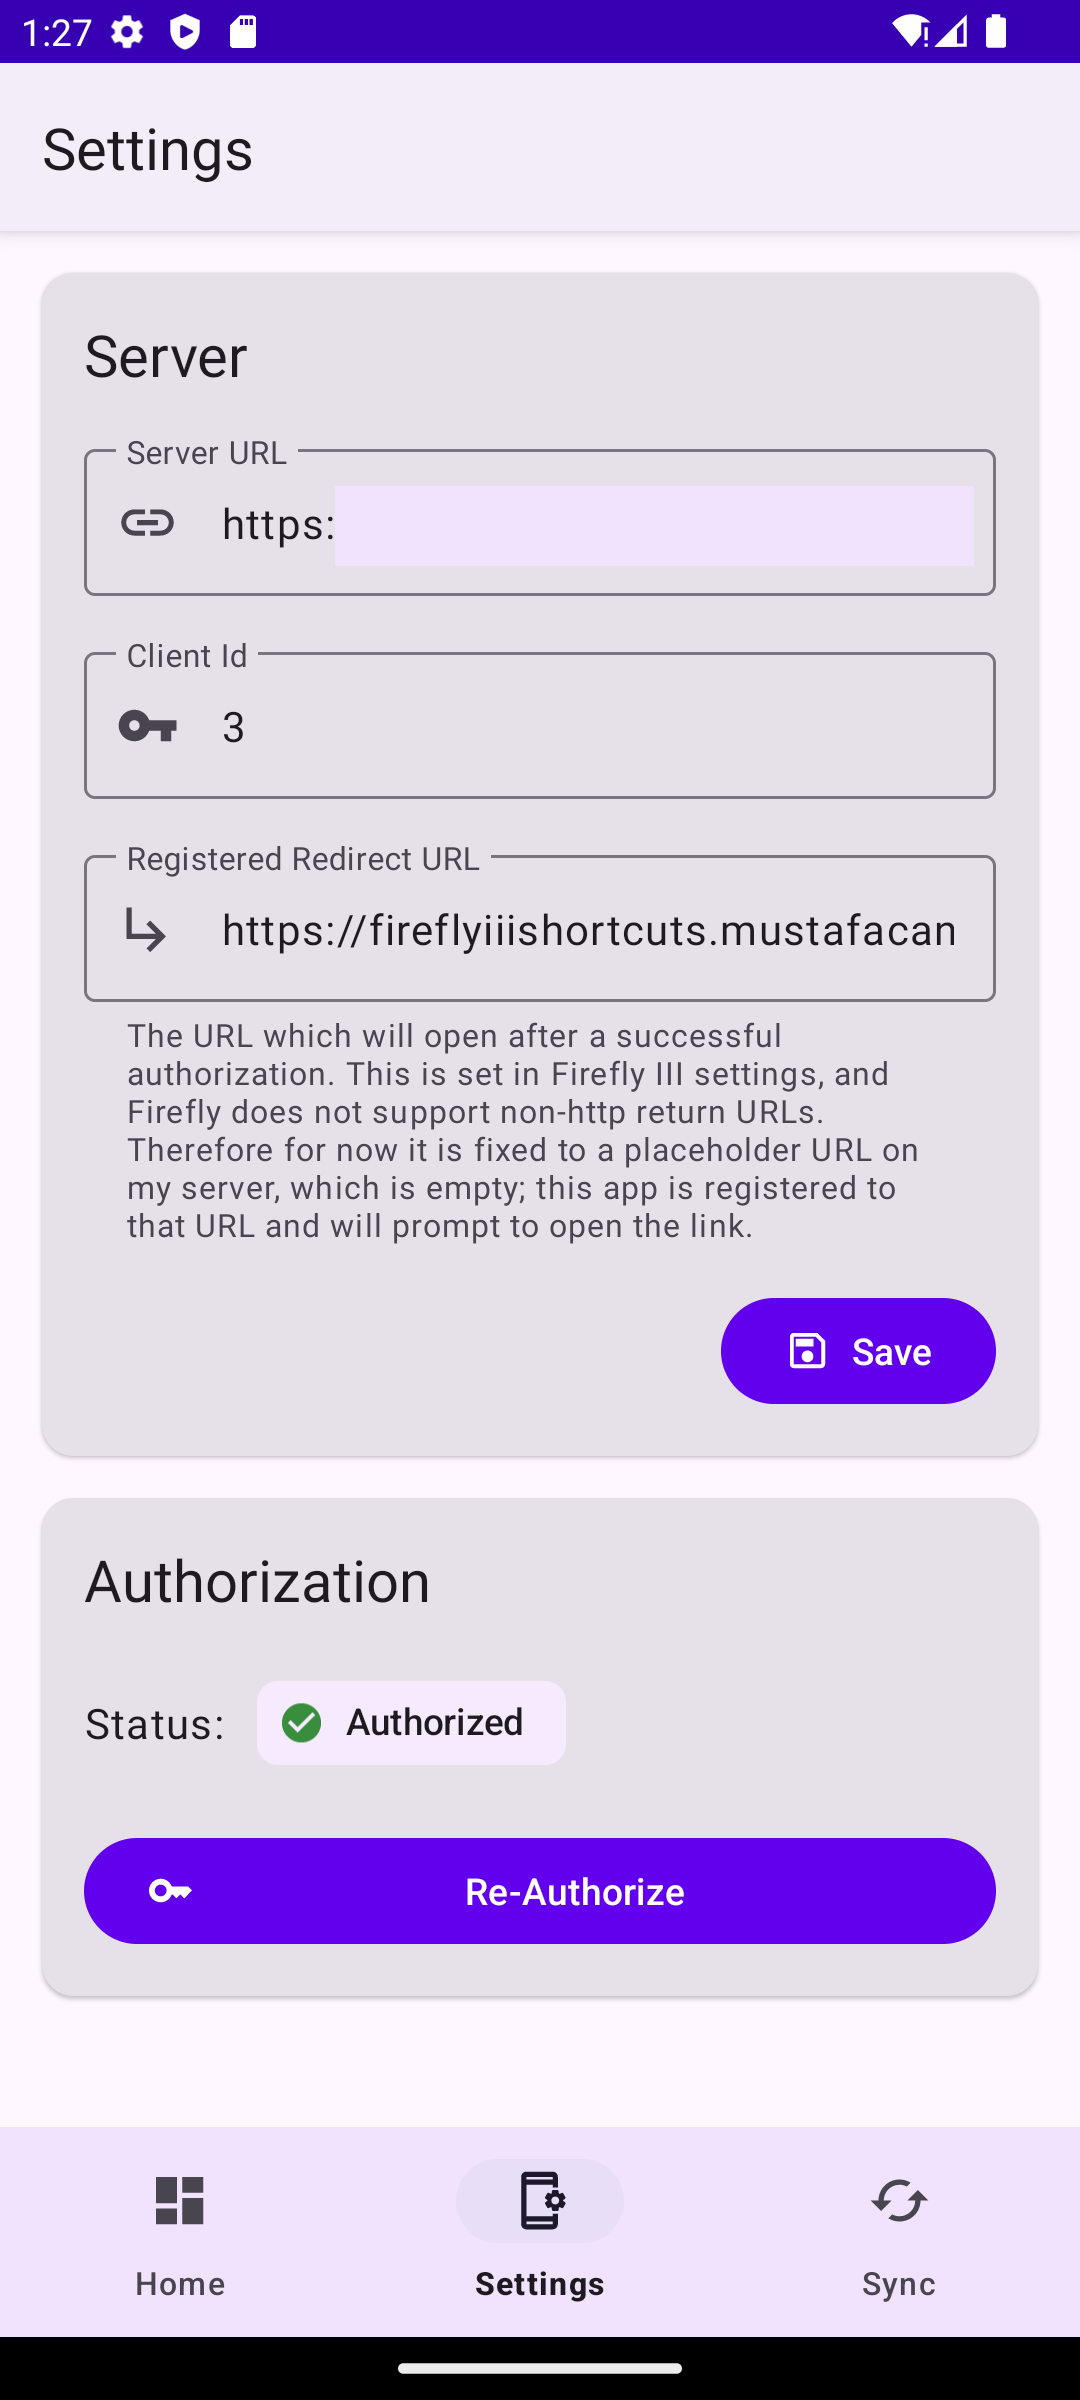 1:27
Settings
Server
Server URL
https:
Client Id
3
Registered Redirect URL
https://fireflyiiishortcuts.mustafacan
The URL which will open after a successful
authorization. This is set in Firefly III settings, and
Firefly does not support non-http return URLs.
Therefore for now it is fixed to a placeholder URL on
my server, which is empty; this app is registered to
that URL and will prompt to open the link.
Save
Authorization
Status:
Authorized
Re-Authorize
Home
Settings
Sync